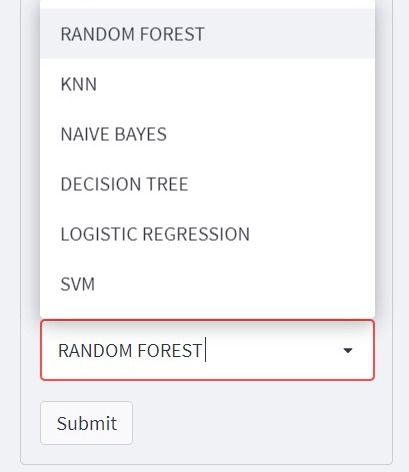 RANDOM FOREST
KNN
NAIVE BAYES
DECISION TREE
LOGISTIC REGRESSION
SVM
RANDOM FOREST
Submit